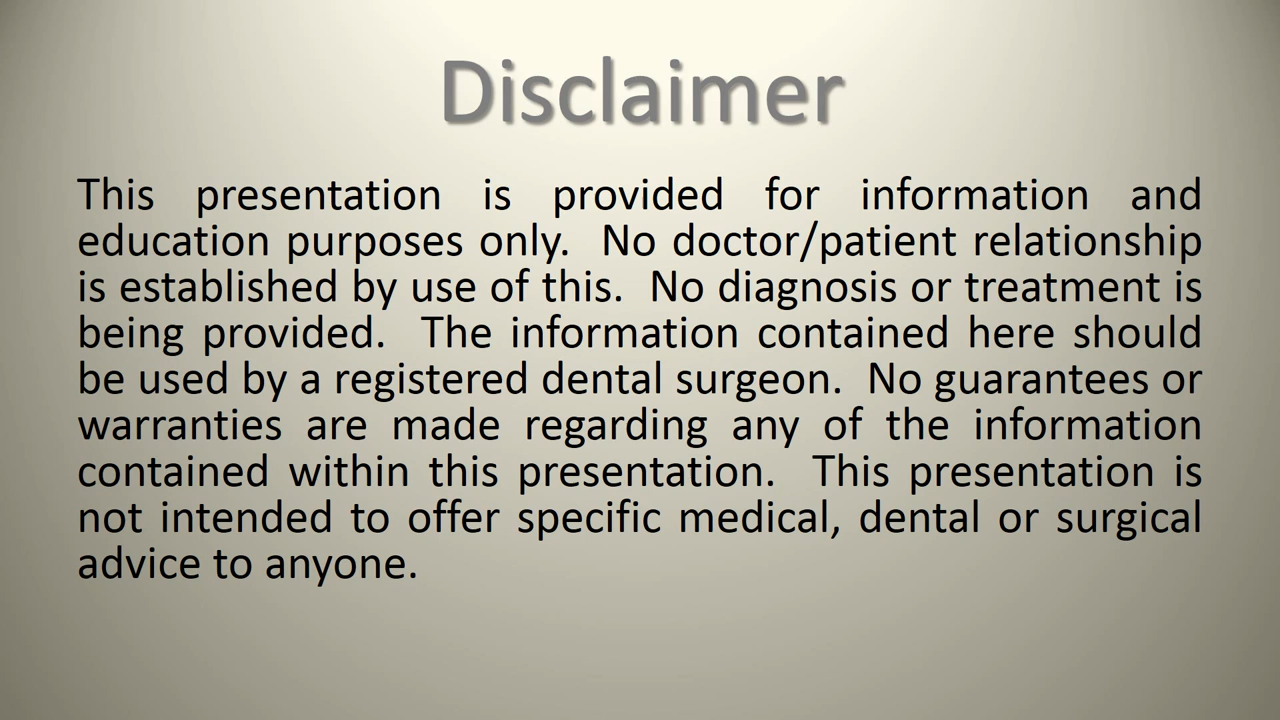 Disclaimer
This presentation is provided for information and
education purposes only.  No doctor/patient relationship
is established by use of this.  No diagnosis or treatment is
being provided.  The information contained here should
be used by a registered dental surgeon.  No guarantees or
warranties are made regarding any of the information
contained within this presentation.  This presentation is
not intended to offer specific medical, dental or surgical
advice to anyone.